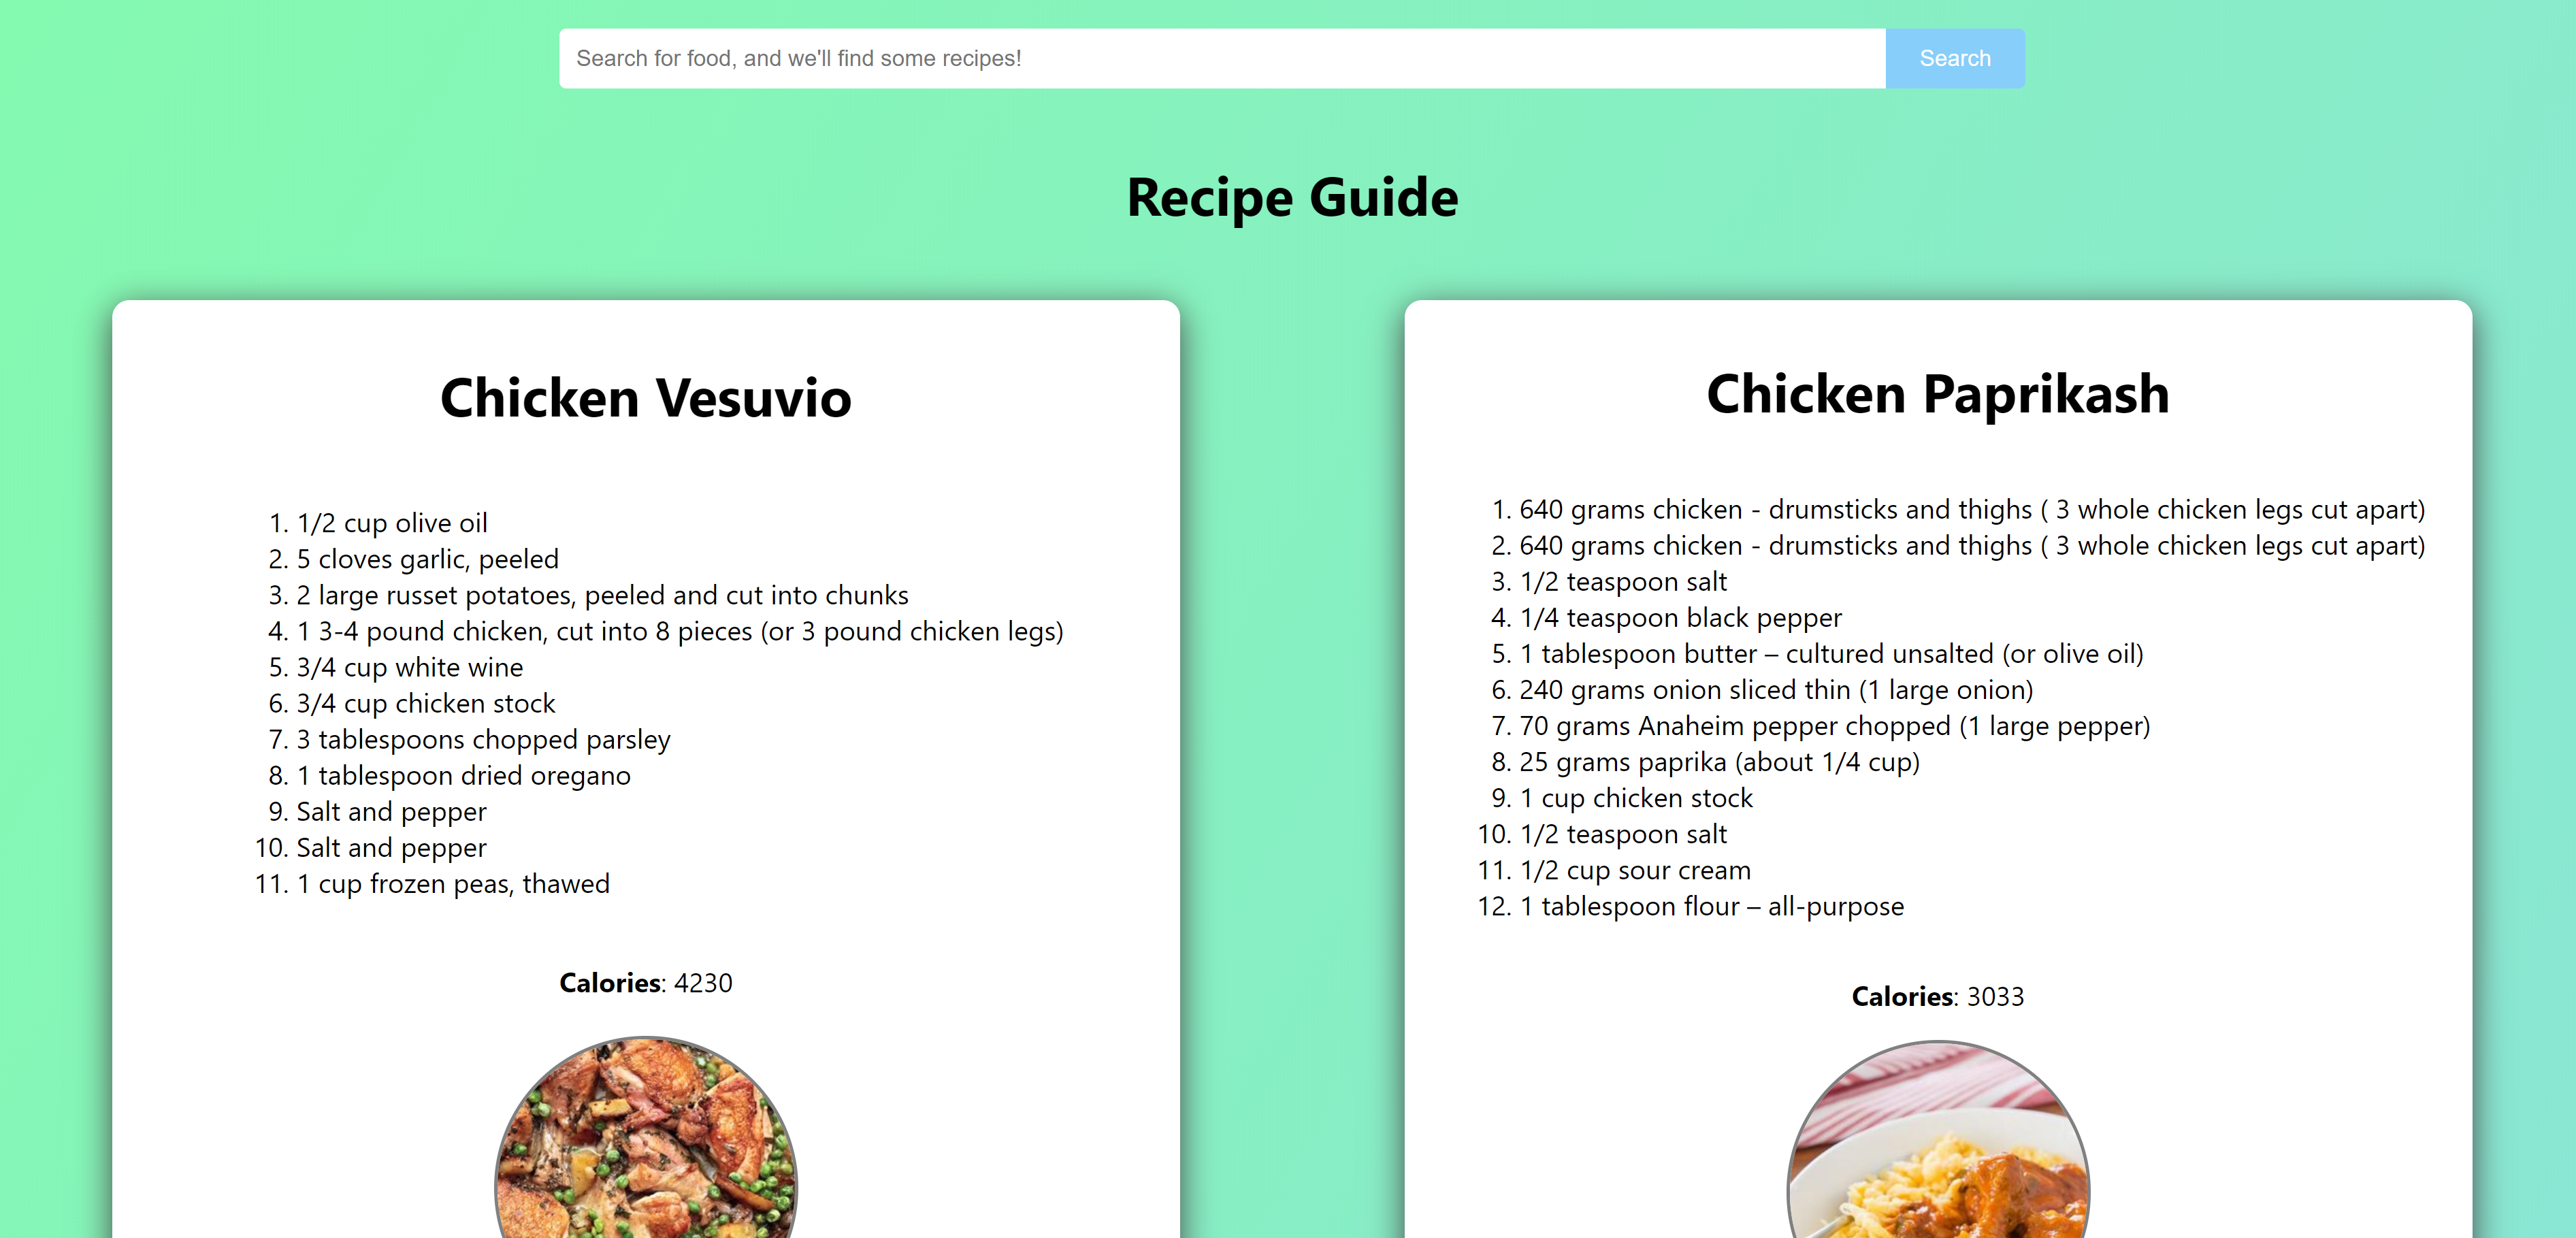 Search for food, and we'll find some recipes!
Search
Recipe Guide
Chicken Vesuvio
1. 1/2 cup olive oil
2. 5 cloves garlic, peeled
3. 2 large russet potatoes, peeled and cut into chunks
4. 1 3-4 pound chicken, cut into 8 pieces (or 3 pound chicken legs)
5. 3/4 cup white wine
6. 3/4 cup chicken stock
7. 3 tablespoons chopped parsley
8. 1 tablespoon dried oregano
9. Salt and pepper
10. Salt and pepper
11. 1 cup frozen peas, thawed
Calories: 4230
Chicken Paprikash
1. 640 grams chicken - drumsticks and thighs ( 3 whole chicken legs cut apart)
2. 640 grams chicken - drumsticks and thighs ( 3 whole chicken legs cut apart)
3. 1/2 teaspoon salt
4. 1/4 teaspoon black pepper
5. 1 tablespoon butter – cultured unsalted (or olive oil)
6. 240 grams onion sliced thin (1 large onion)
7. 70 grams Anaheim pepper chopped (1 large pepper)
8. 25 grams paprika (about 1/4 cup)
9. 1 cup chicken stock
10. 1/2 teaspoon salt
11. 1/2 cup sour cream
12. 1 tablespoon flour – all-purpose
Calories: 3033